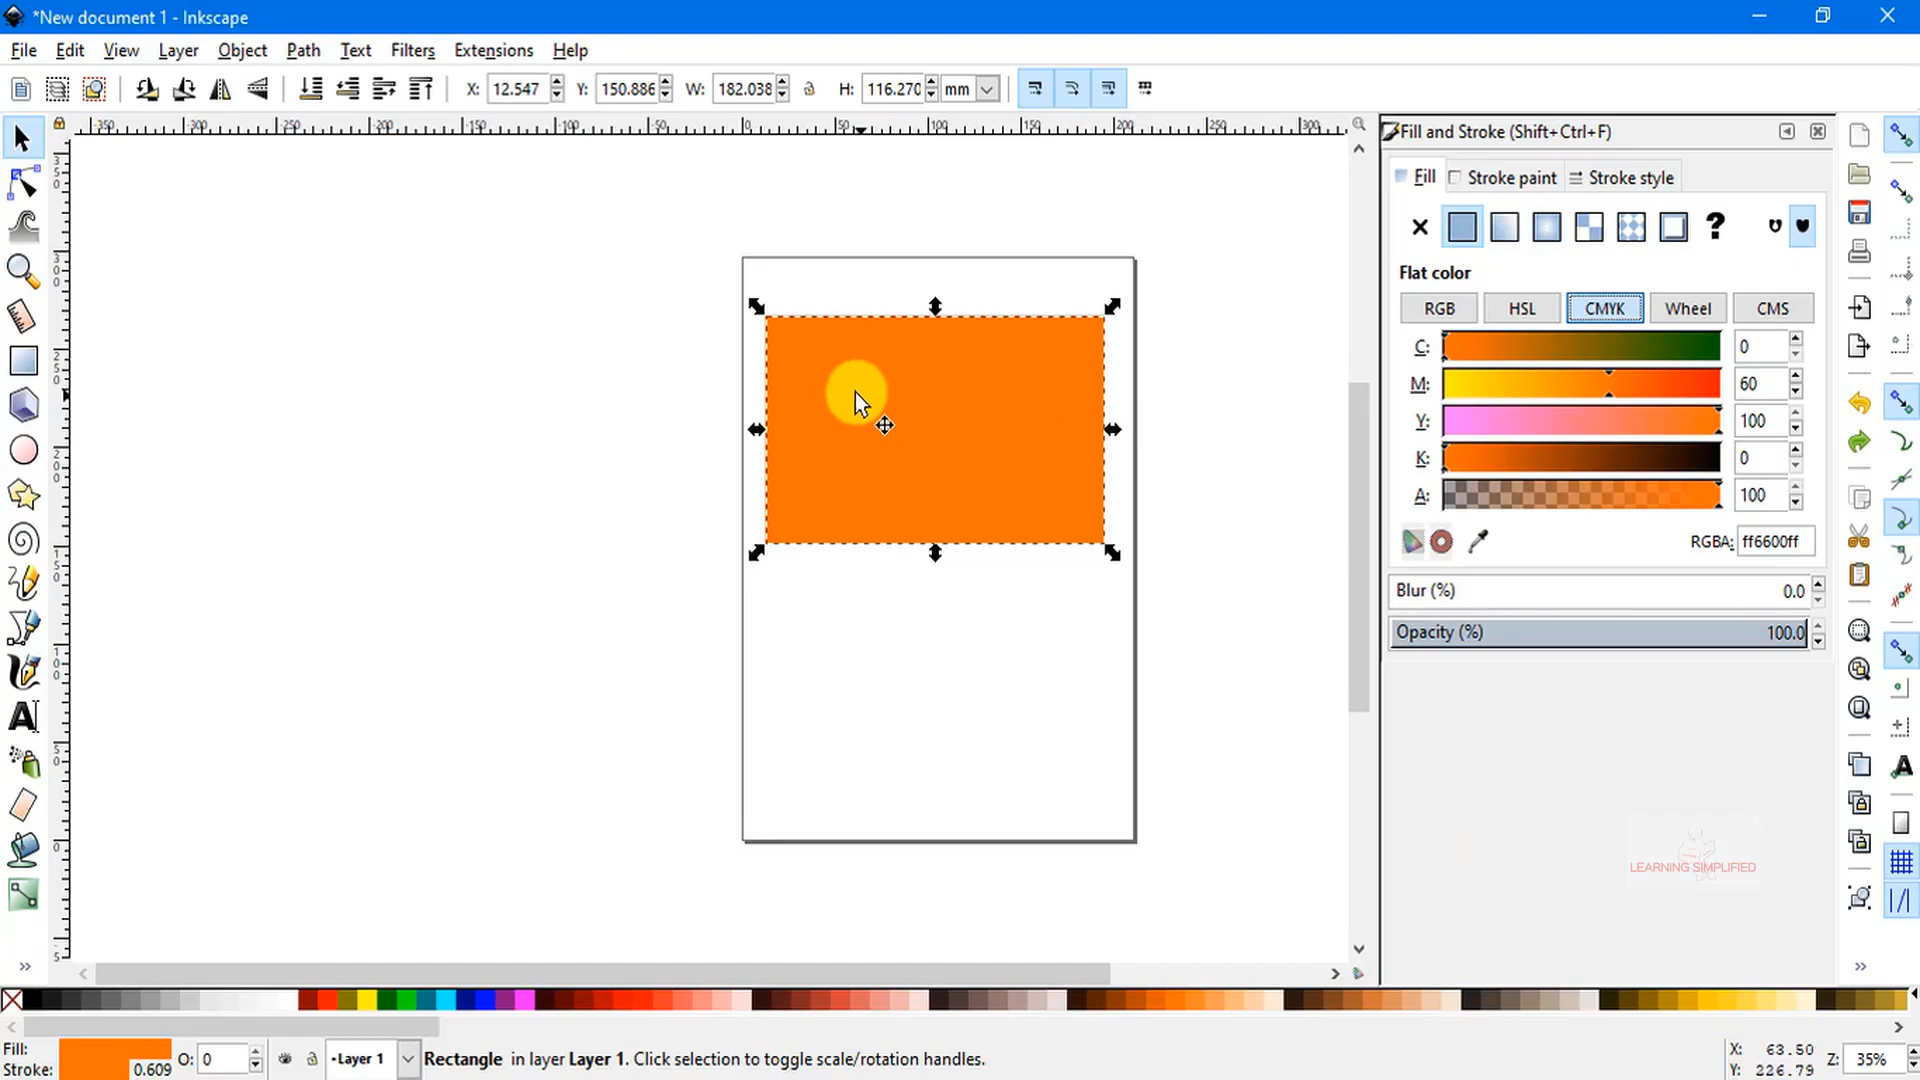 *New document 1 - Inkscape
File Edit View Layer Object Path Text Filters Extensions Help
X: 12.547 Y: 150.886 W: 182.038 H: 116.270 mm
Fill and Stroke (Shift+Ctrl+F)
Fill Stroke paint Stroke style
Flat color
RGB HSL CMYK Wheel CMS
C: 0
M: 60
Y: 100
K: 0
A: 100
RGBA: ff6600ff
Blur (%) 0.0
Opacity (%) 100.0
LEARNING SIMPLIFIED
Fill:
Stroke: 0.609
O: 0
•Layer 1
Rectangle in layer Layer 1. Click selection to toggle scale/rotation handles.
X: 63.50
Y: 226.79
Z: 35%